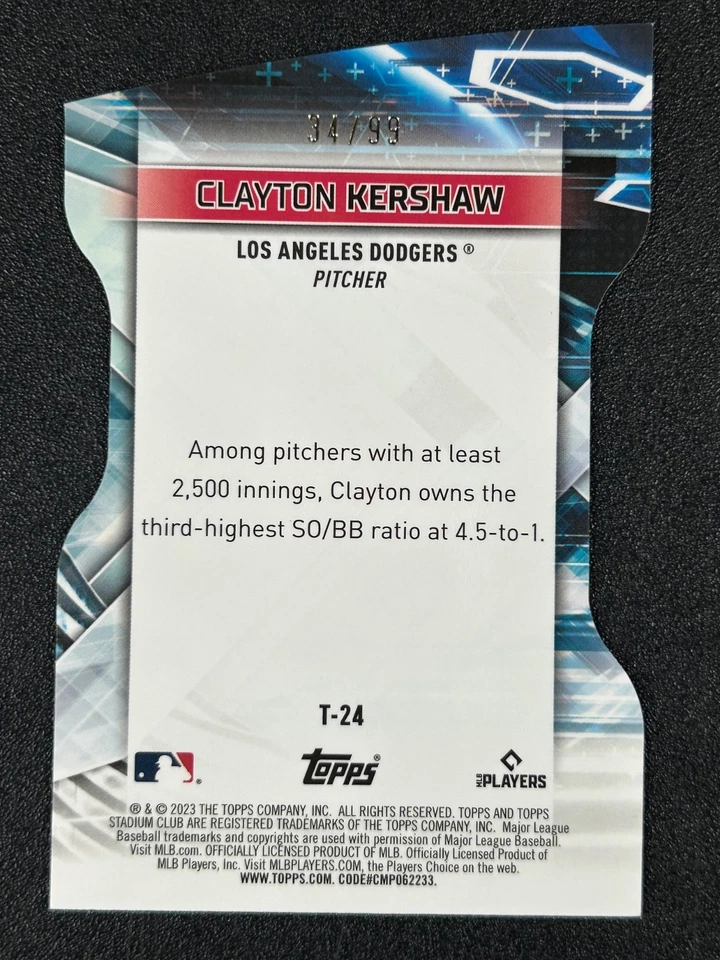 34/99
CLAYTON KERSHAW
LOS ANGELES DODGERS ®
PITCHER
Among pitchers with at least
2,500 innings, Clayton owns the
third-highest SO/BB ratio at 4.5-to-1.
T-24
topps®
MLB PLAYERS
® & © 2023 THE TOPPS COMPANY, INC. ALL RIGHTS RESERVED. TOPPS AND TOPPS
STADIUM CLUB ARE REGISTERED TRADEMARKS OF THE TOPPS COMPANY, INC. Major League
Baseball trademarks and copyrights are used with permission of Major League Baseball.
Visit MLB.com. OFFICIALLY LICENSED PRODUCT OF MLB. Officially Licensed Product of
MLB Players, Inc. Visit MLBPLAYERS.COM, the Players Choice on the web.
WWW.TOPPS.COM. CODE#CMP062233.